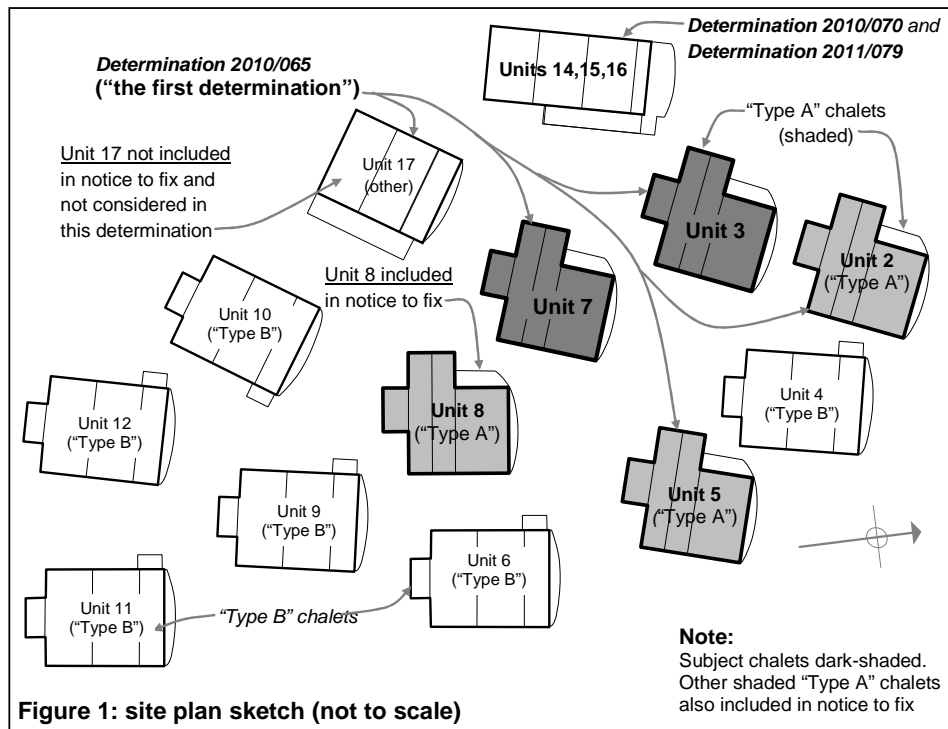 Determination 2010/070 and
Determination 2011/079
Determination 2010/065
(“the first determination”)
Units 14,15,16
“Type A” chalets
(shaded)
Unit 17 not included
in notice to fix and
not considered in
this determination
Unit 17
(other)
Unit 3
Unit 2
(“Type A”)
Unit 8 included
in notice to fix
Unit 7
Unit 10
(“Type B”)
Unit 4
(“Type B”)
Unit 8
(“Type A”)
Unit 12
(“Type B”)
Unit 5
(“Type A”)
Unit 9
(“Type B”)
Unit 6
(“Type B”)
Unit 11
(“Type B”)
“Type B” chalets
Note:
Subject chalets dark-shaded.
Other shaded “Type A” chalets
also included in notice to fix
Figure 1: site plan sketch (not to scale)